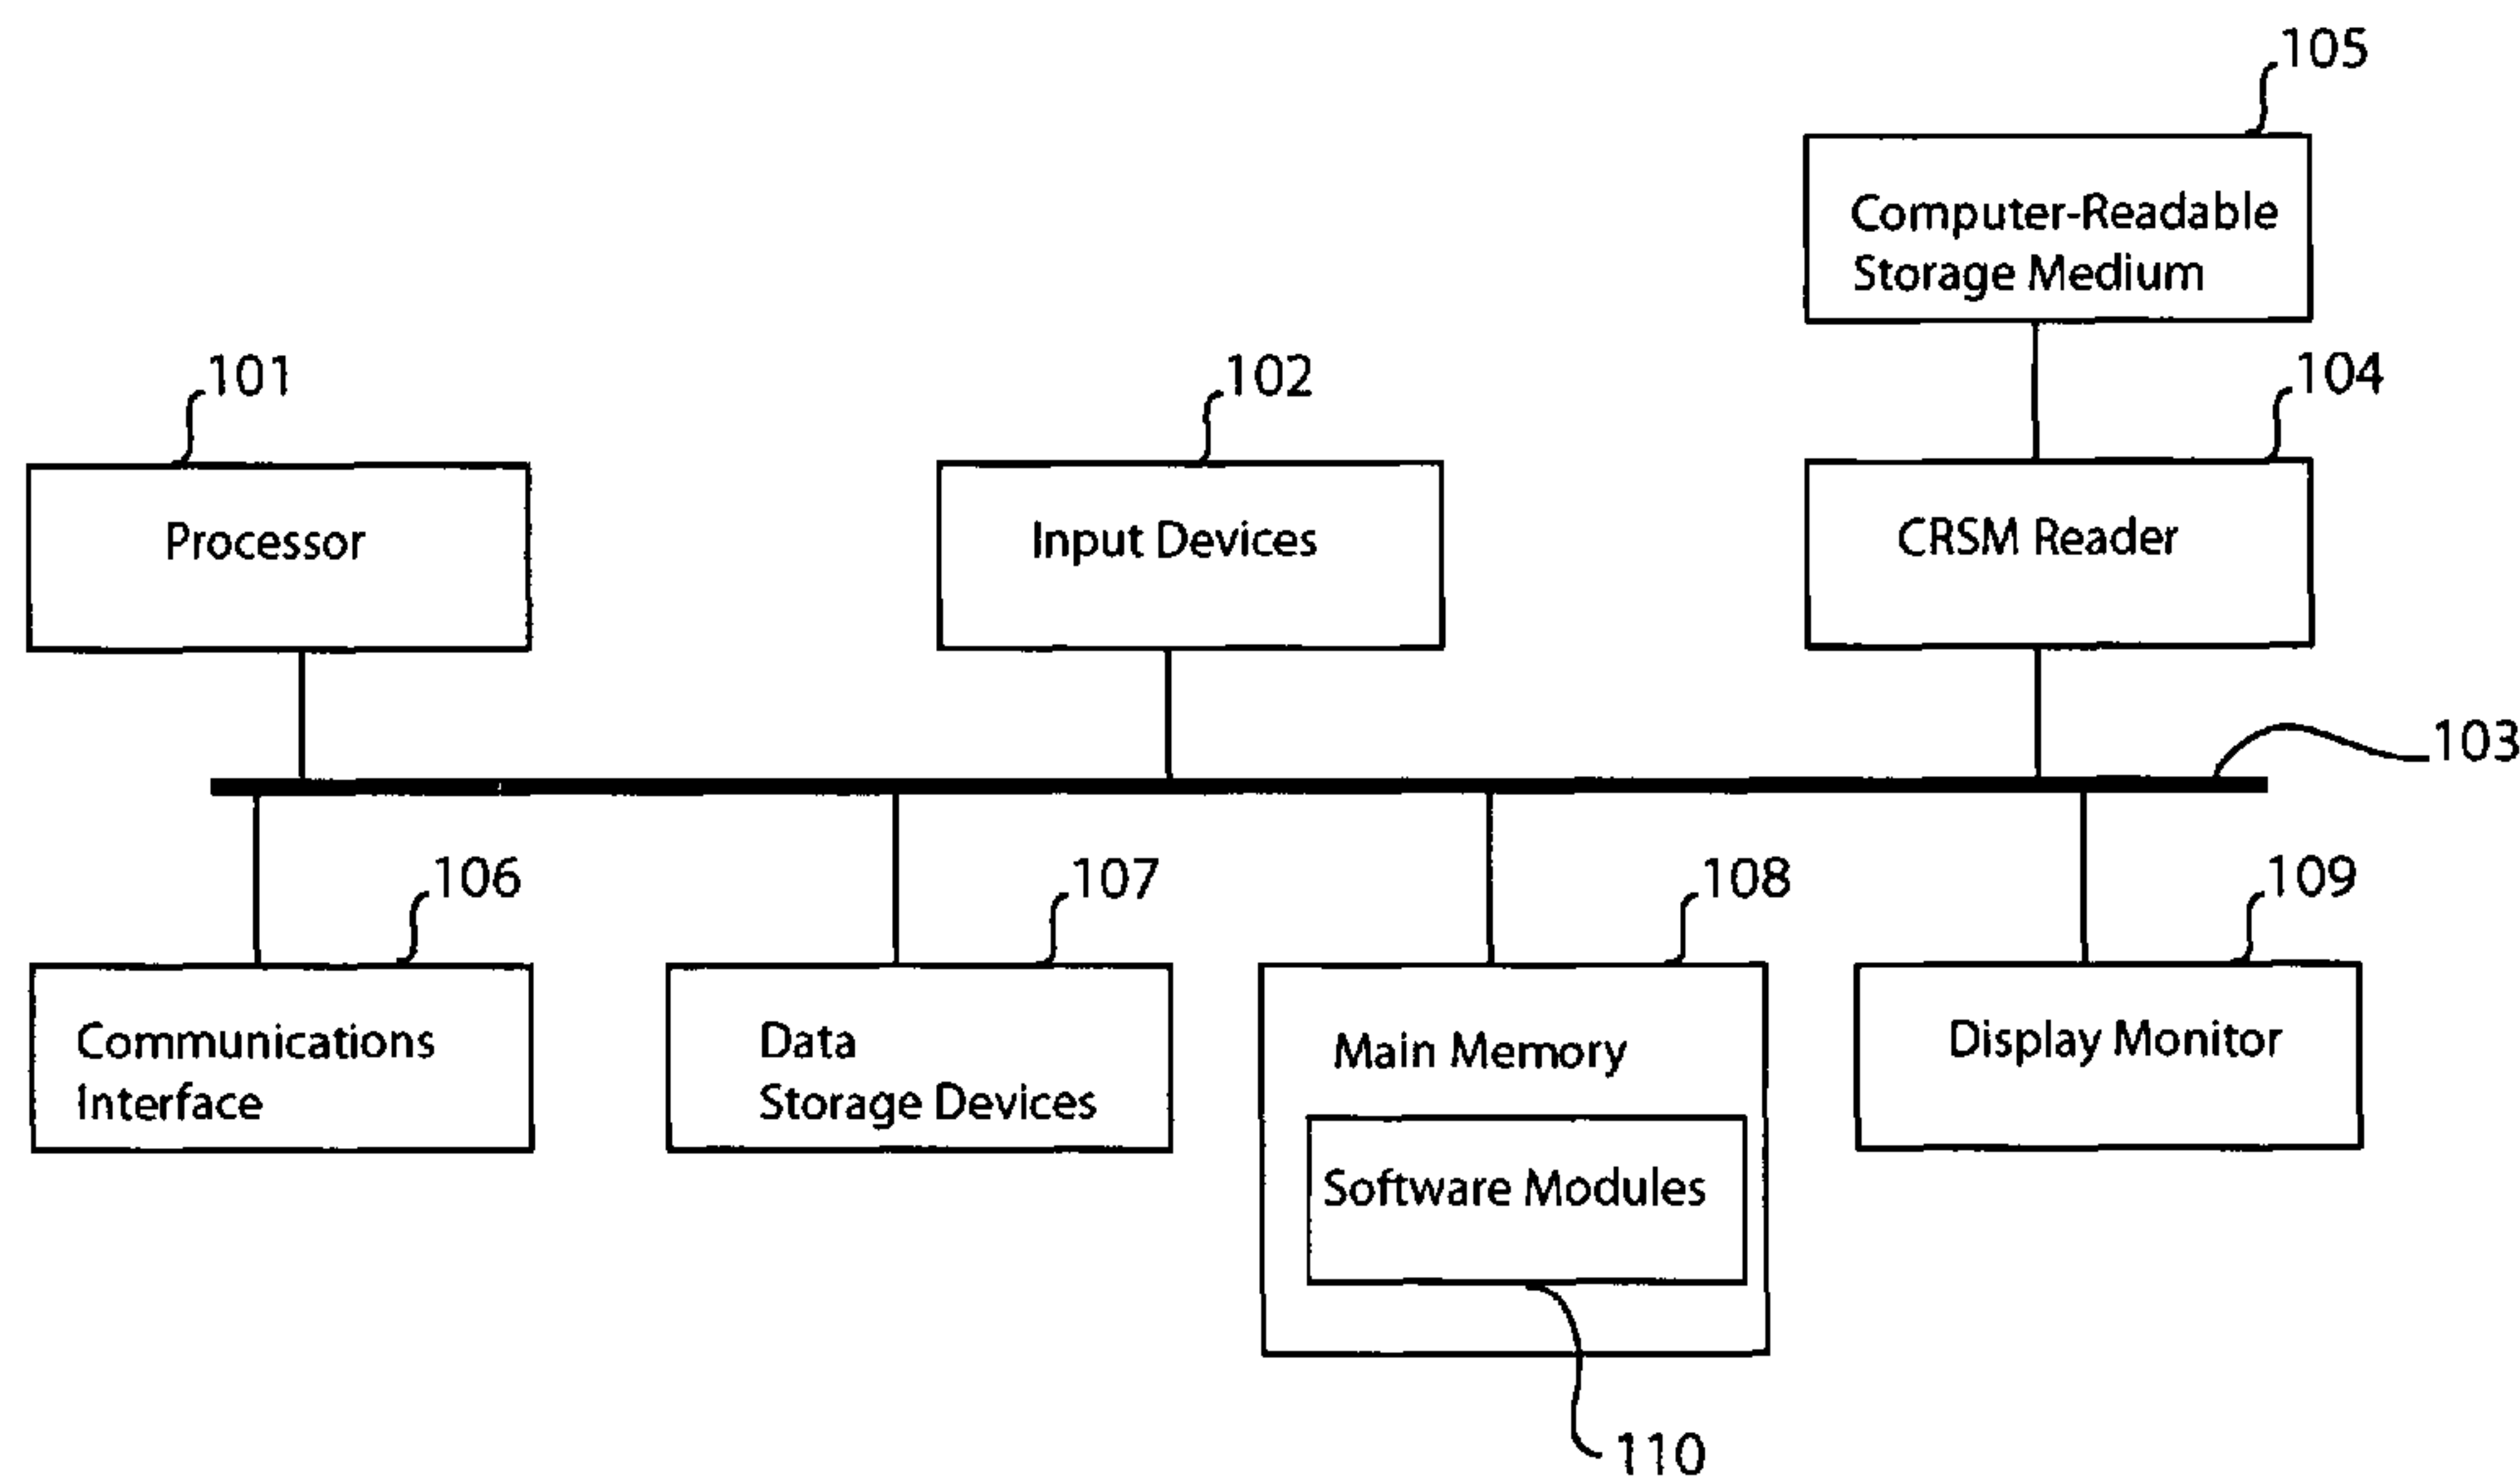 105
Computer-Readable
Storage Medium
101
102
104
Processor
Input Devices
CRSM Reader
103
106
107
108
109
Communications
Interface
Data
Storage Devices
Main Memory
Display Monitor
Software Modules
110